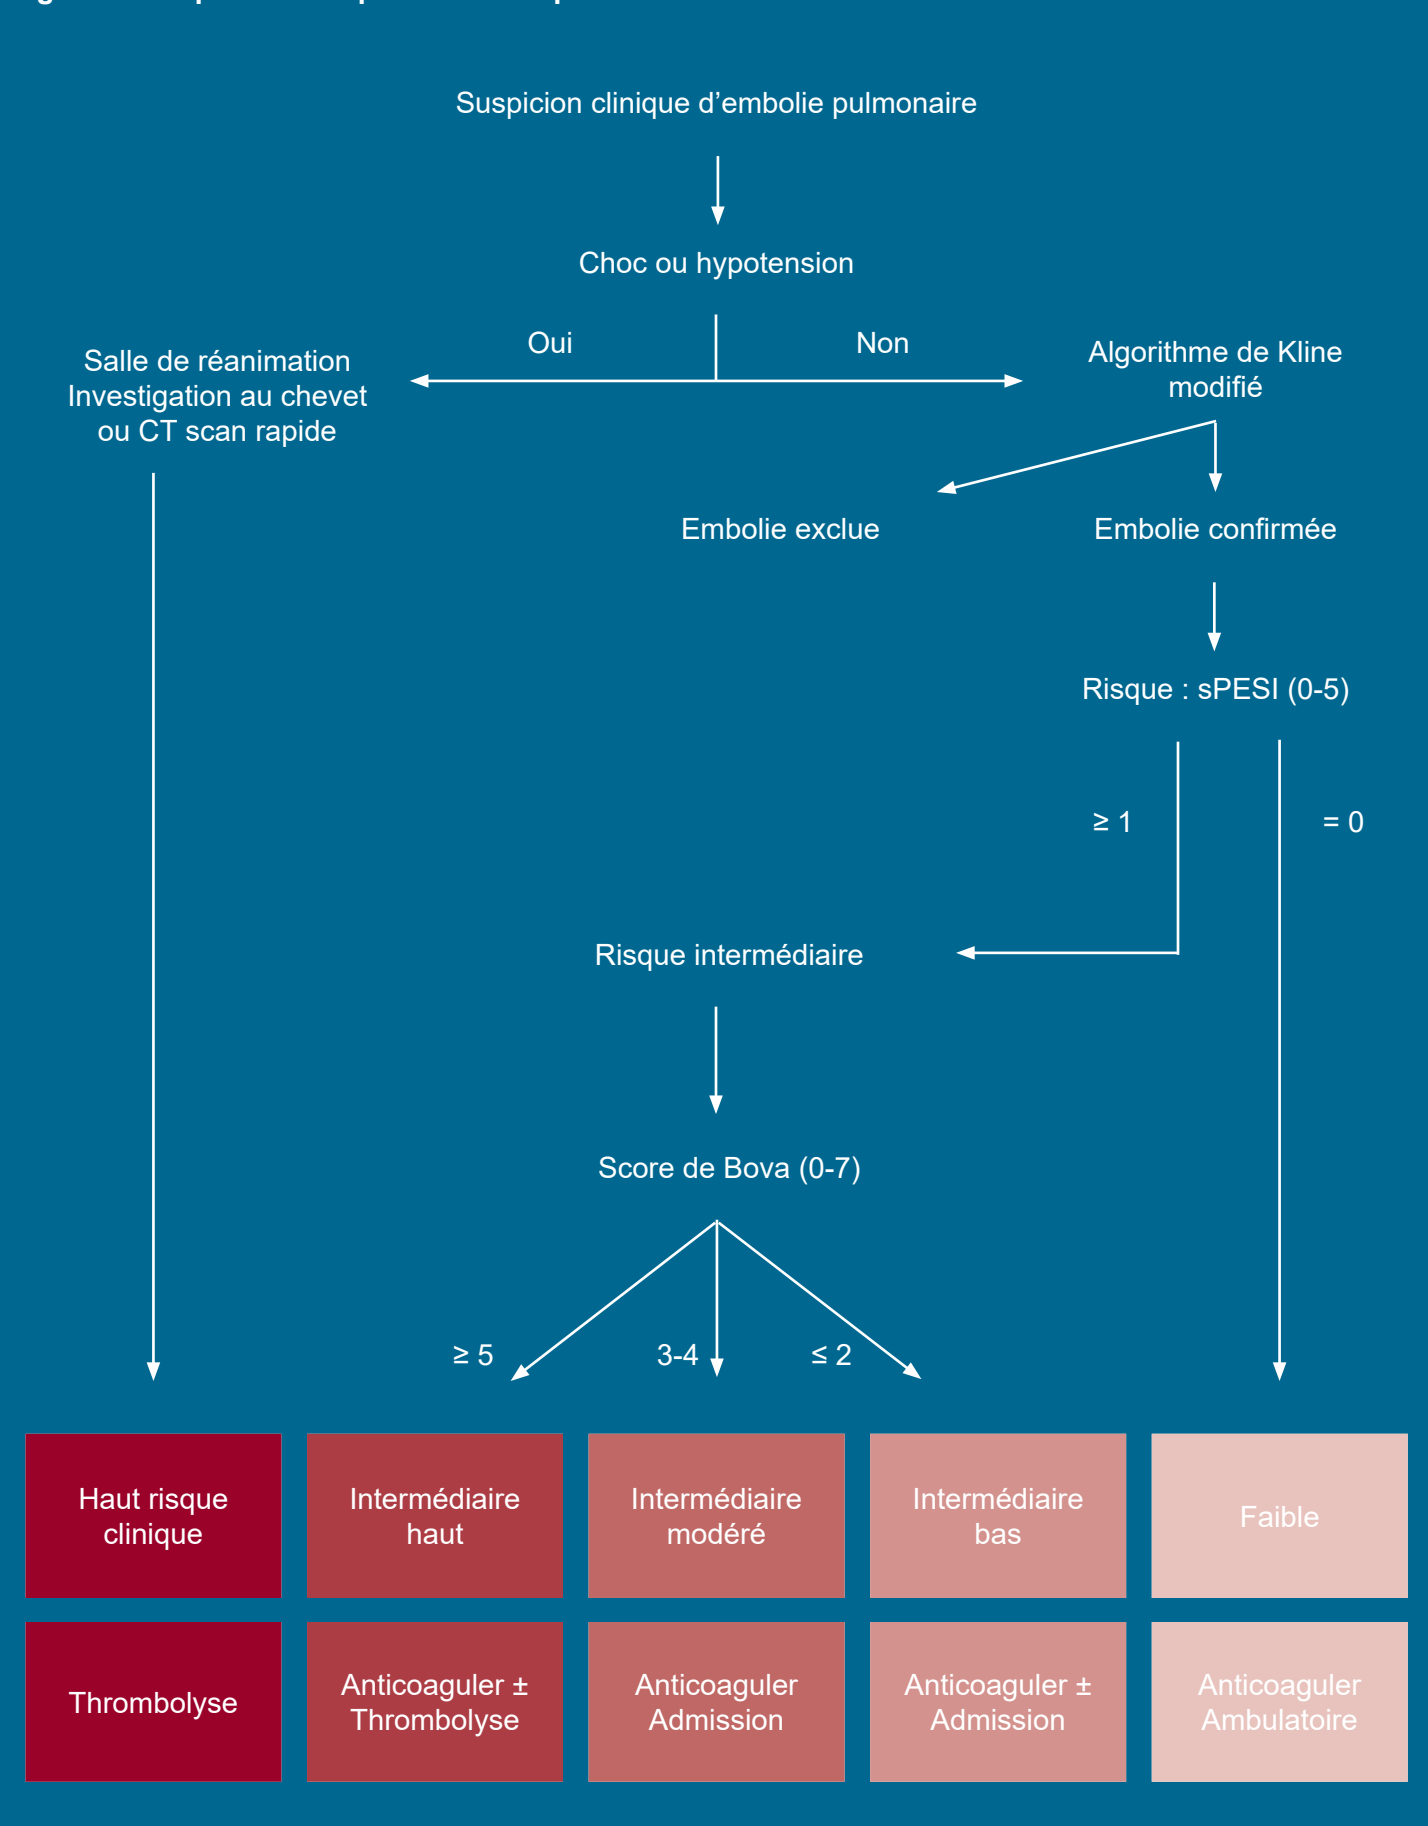 Suspicion clinique d’embolie pulmonaire
Choc ou hypotension
Oui
Non
Salle de réanimation
Investigation au chevet
ou CT scan rapide
Algorithme de Kline
modifié
Embolie exclue
Embolie confirmée
Risque : sPESI (0-5)
≥ 1
= 0
Risque intermédiaire
Score de Bova (0-7)
≥ 5
3-4
≤ 2
Haut risque
clinique
Intermédiaire
haut
Intermédiaire
modéré
Intermédiaire
bas
Faible
Thrombolyse
Anticoaguler ±
Thrombolyse
Anticoaguler
Admission
Anticoaguler ±
Admission
Anticoaguler
Ambulatoire